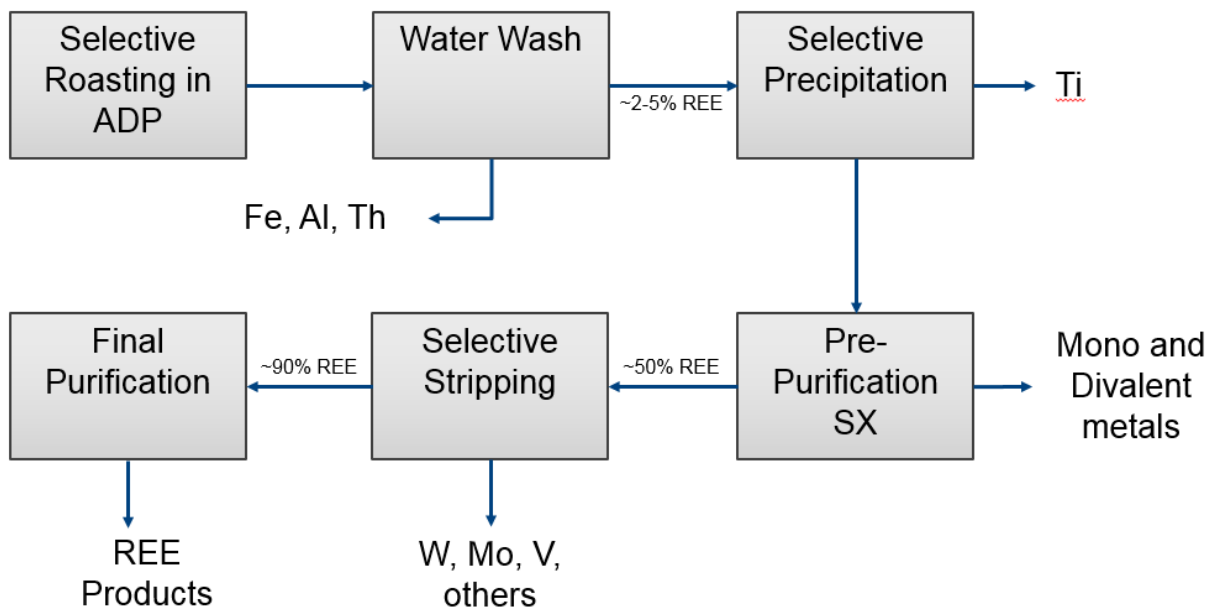 Selective
Roasting in
ADP
Water Wash
Selective
Precipitation
~2-5% REE
Ti
Fe, Al, Th
Final
Purification
~90% REE
Selective
Stripping
~50% REE
Pre-
Purification
SX
Mono and
Divalent
metals
REE
Products
W, Mo, V,
others